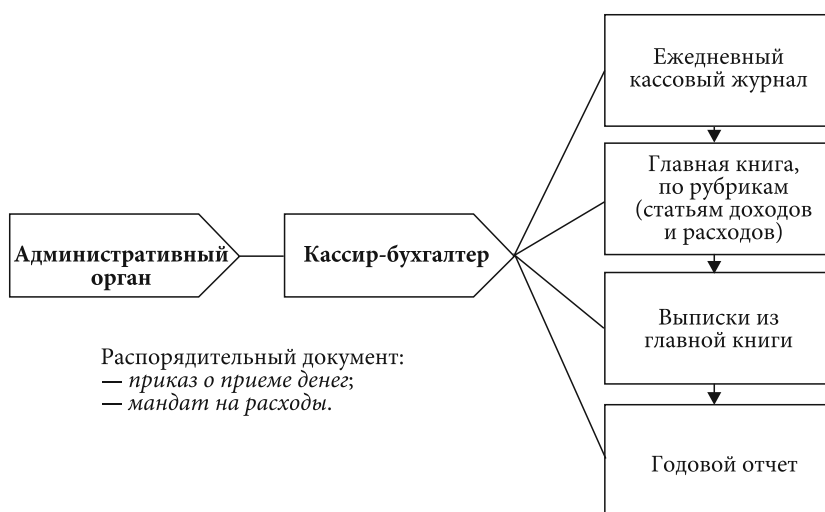 Административный
орган
Кассир-бухгалтер
Распорядительный документ:
— приказ о приеме денег;
— мандат на расходы.
Ежедневный
кассовый журнал
Главная книга,
по рубрикам
(статьям доходов
и расходов)
Выписки из
главной книги
Годовой отчет